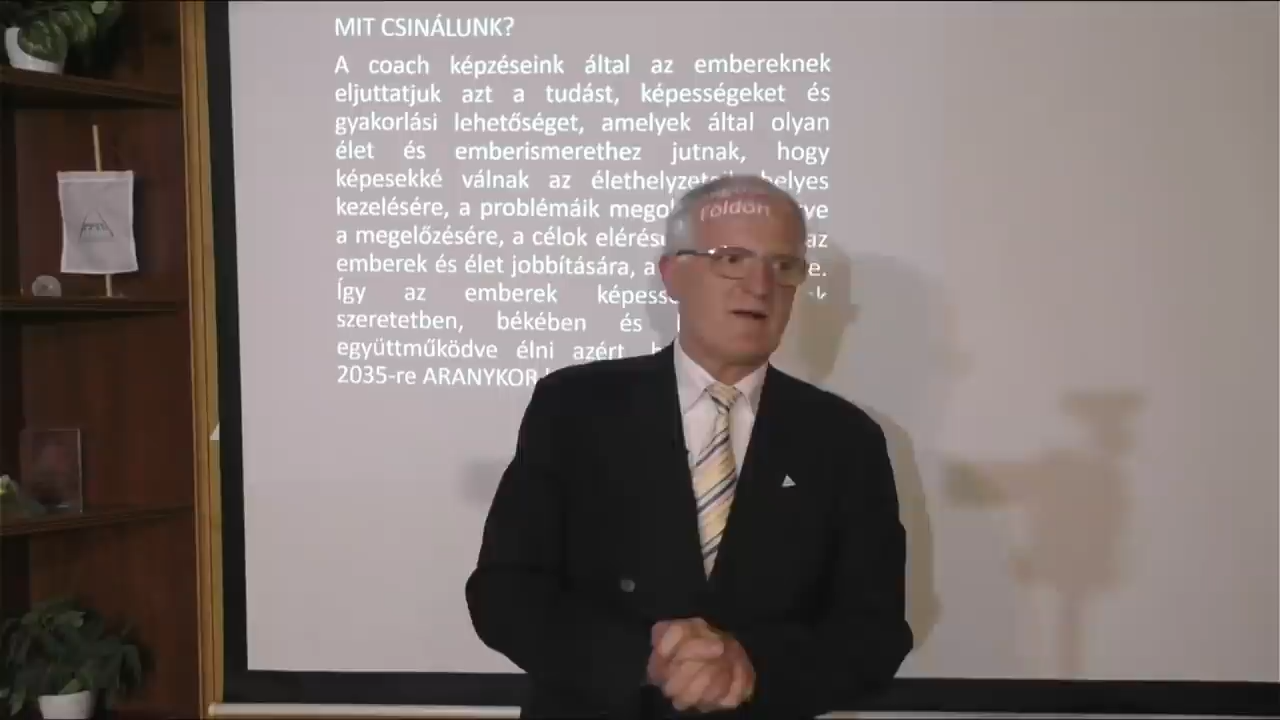 MIT CSINÁLUNK?
A coach képzéseink által az embereknek
eljuttatjuk azt a tudást, képességeket és
gyakorlási lehetőséget, amelyek által olyan
élet és emberismerethez jutnak, hogy
képesekké válnak az helyes
kezelésére, a problémáik
a megelőzésére, a célok az
emberek és élet jobbítására, a
Így az emberek
szeretetben, békében és
együttműködve élni azért
2035-re ARANYKOR
földön